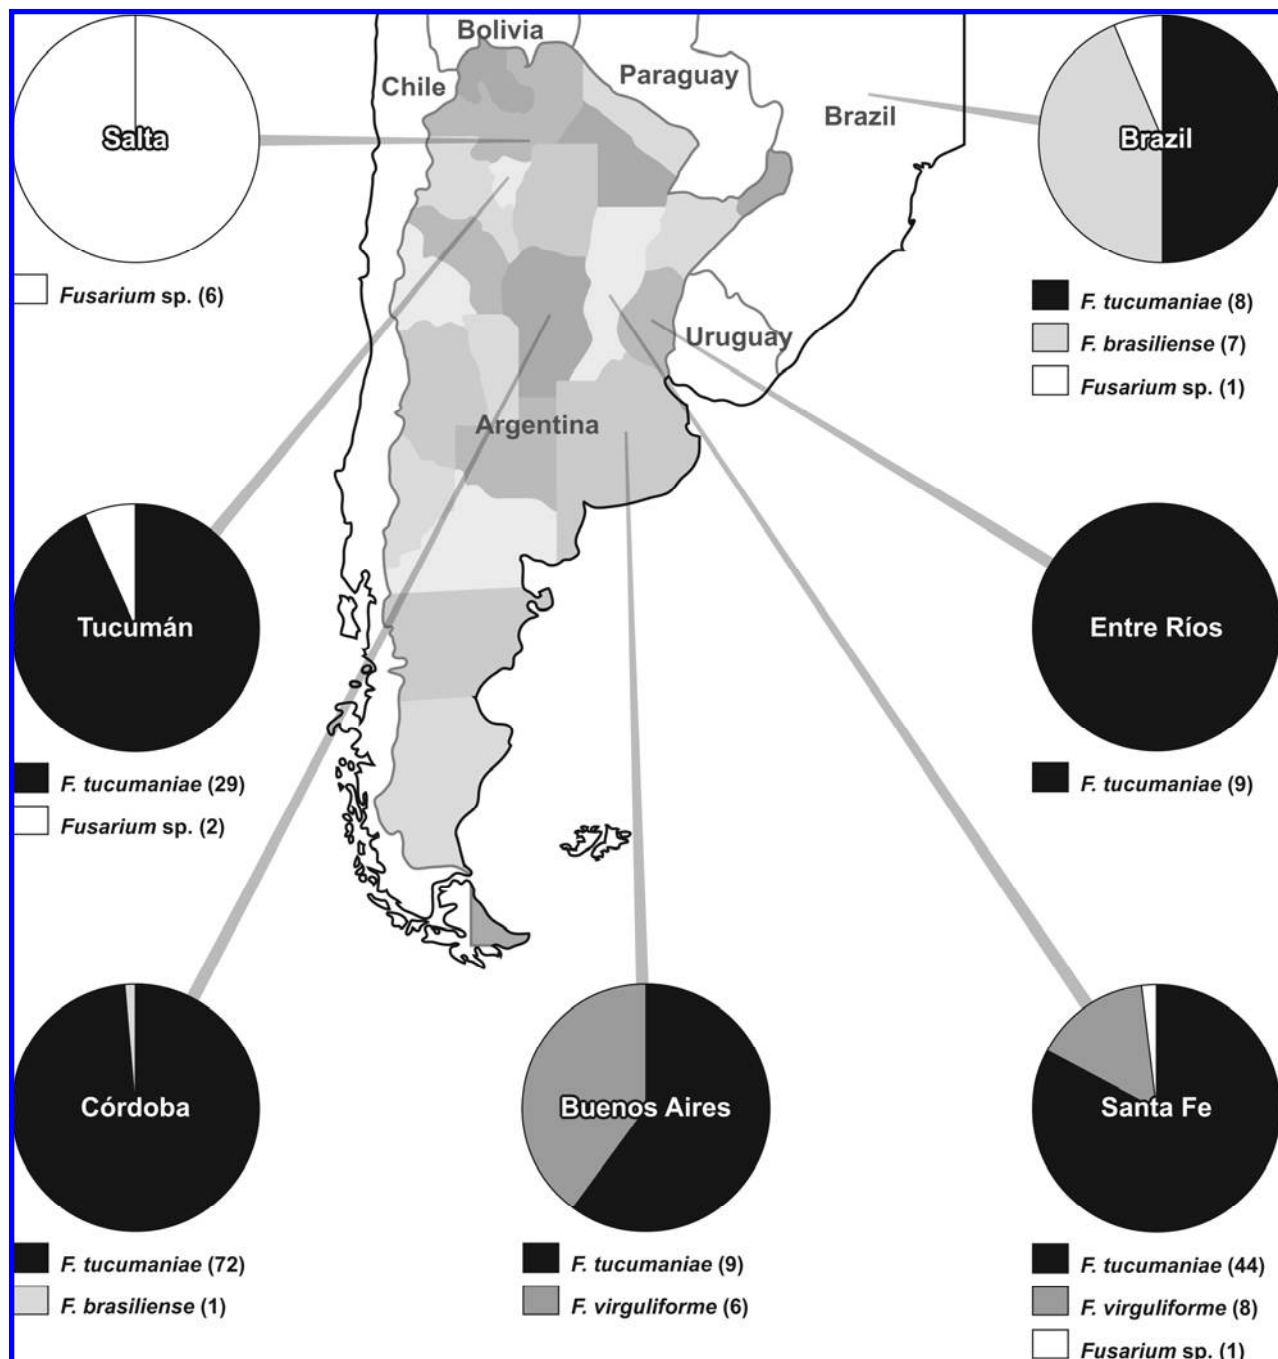 Bolivia
Chile
Paraguay
Brazil
Salta
Brazil
Fusarium sp. (6)
F. tucumaniae (8)
F. brasiliense (7)
Fusarium sp. (1)
Uruguay
Argentina
Tucumán
F. tucumaniae (29)
Fusarium sp. (2)
Entre Ríos
F. tucumaniae (9)
Córdoba
F. tucumaniae (72)
F. brasiliense (1)
Buenos Aires
F. tucumaniae (9)
F. virguliforme (6)
Santa Fe
F. tucumaniae (44)
F. virguliforme (8)
Fusarium sp. (1)